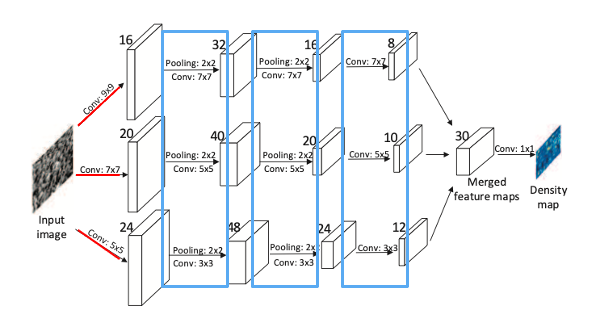 16
32
16
8
Pooling: 2x2
Conv: 7x7
Pooling: 2x2
Conv: 7x7
Conv: 7x7
Conv: 9x9
20
40
20
10
30
Conv: 7x7
Pooling: 2x2
Conv: 5x5
Pooling: 2x2
Conv: 5x5
Conv: 5x5
Conv: 1x1
Merged
feature maps
Density
map
Input
image
24
48
24
12
Conv: 5x5
Pooling: 2x2
Conv: 3x3
Pooling: 2x2
Conv: 3x3
Conv: 3x3